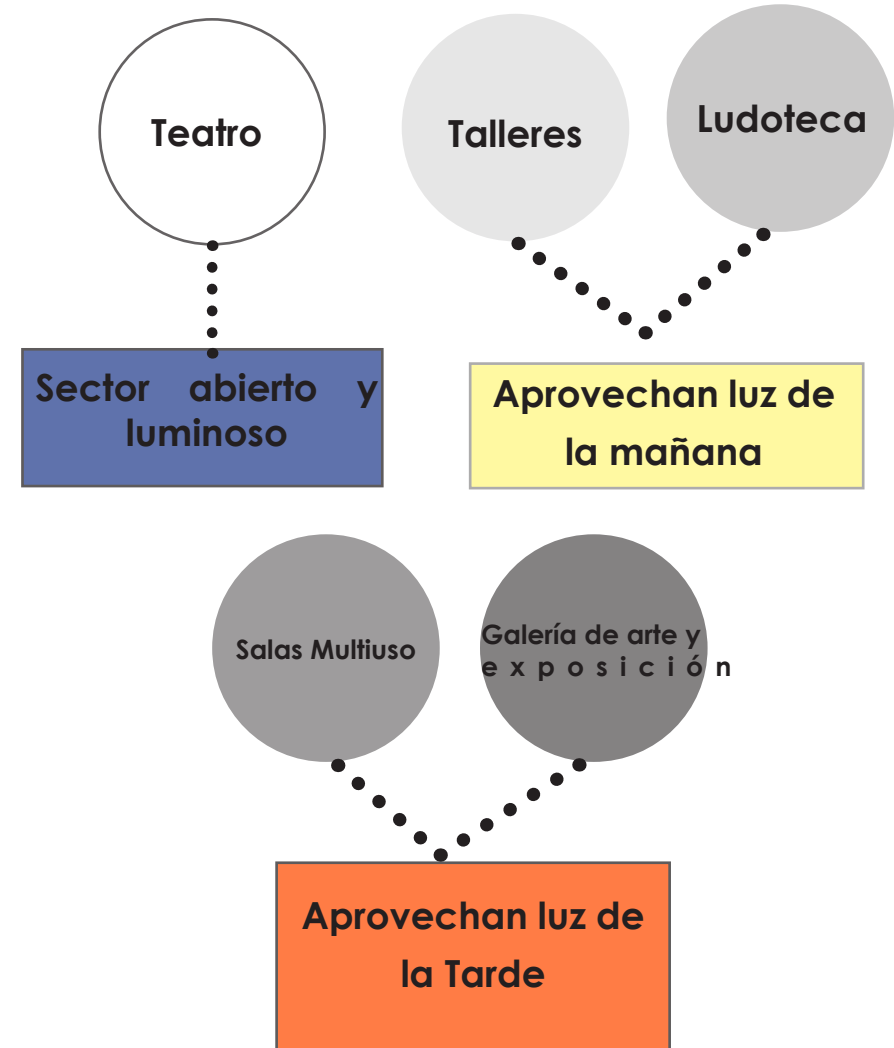 Teatro
Talleres
Ludoteca
Sector abierto y
luminoso
Aprovechan luz de
la mañana
Salas Multiuso
Galería de arte y
exposición
Aprovechan luz de
la Tarde